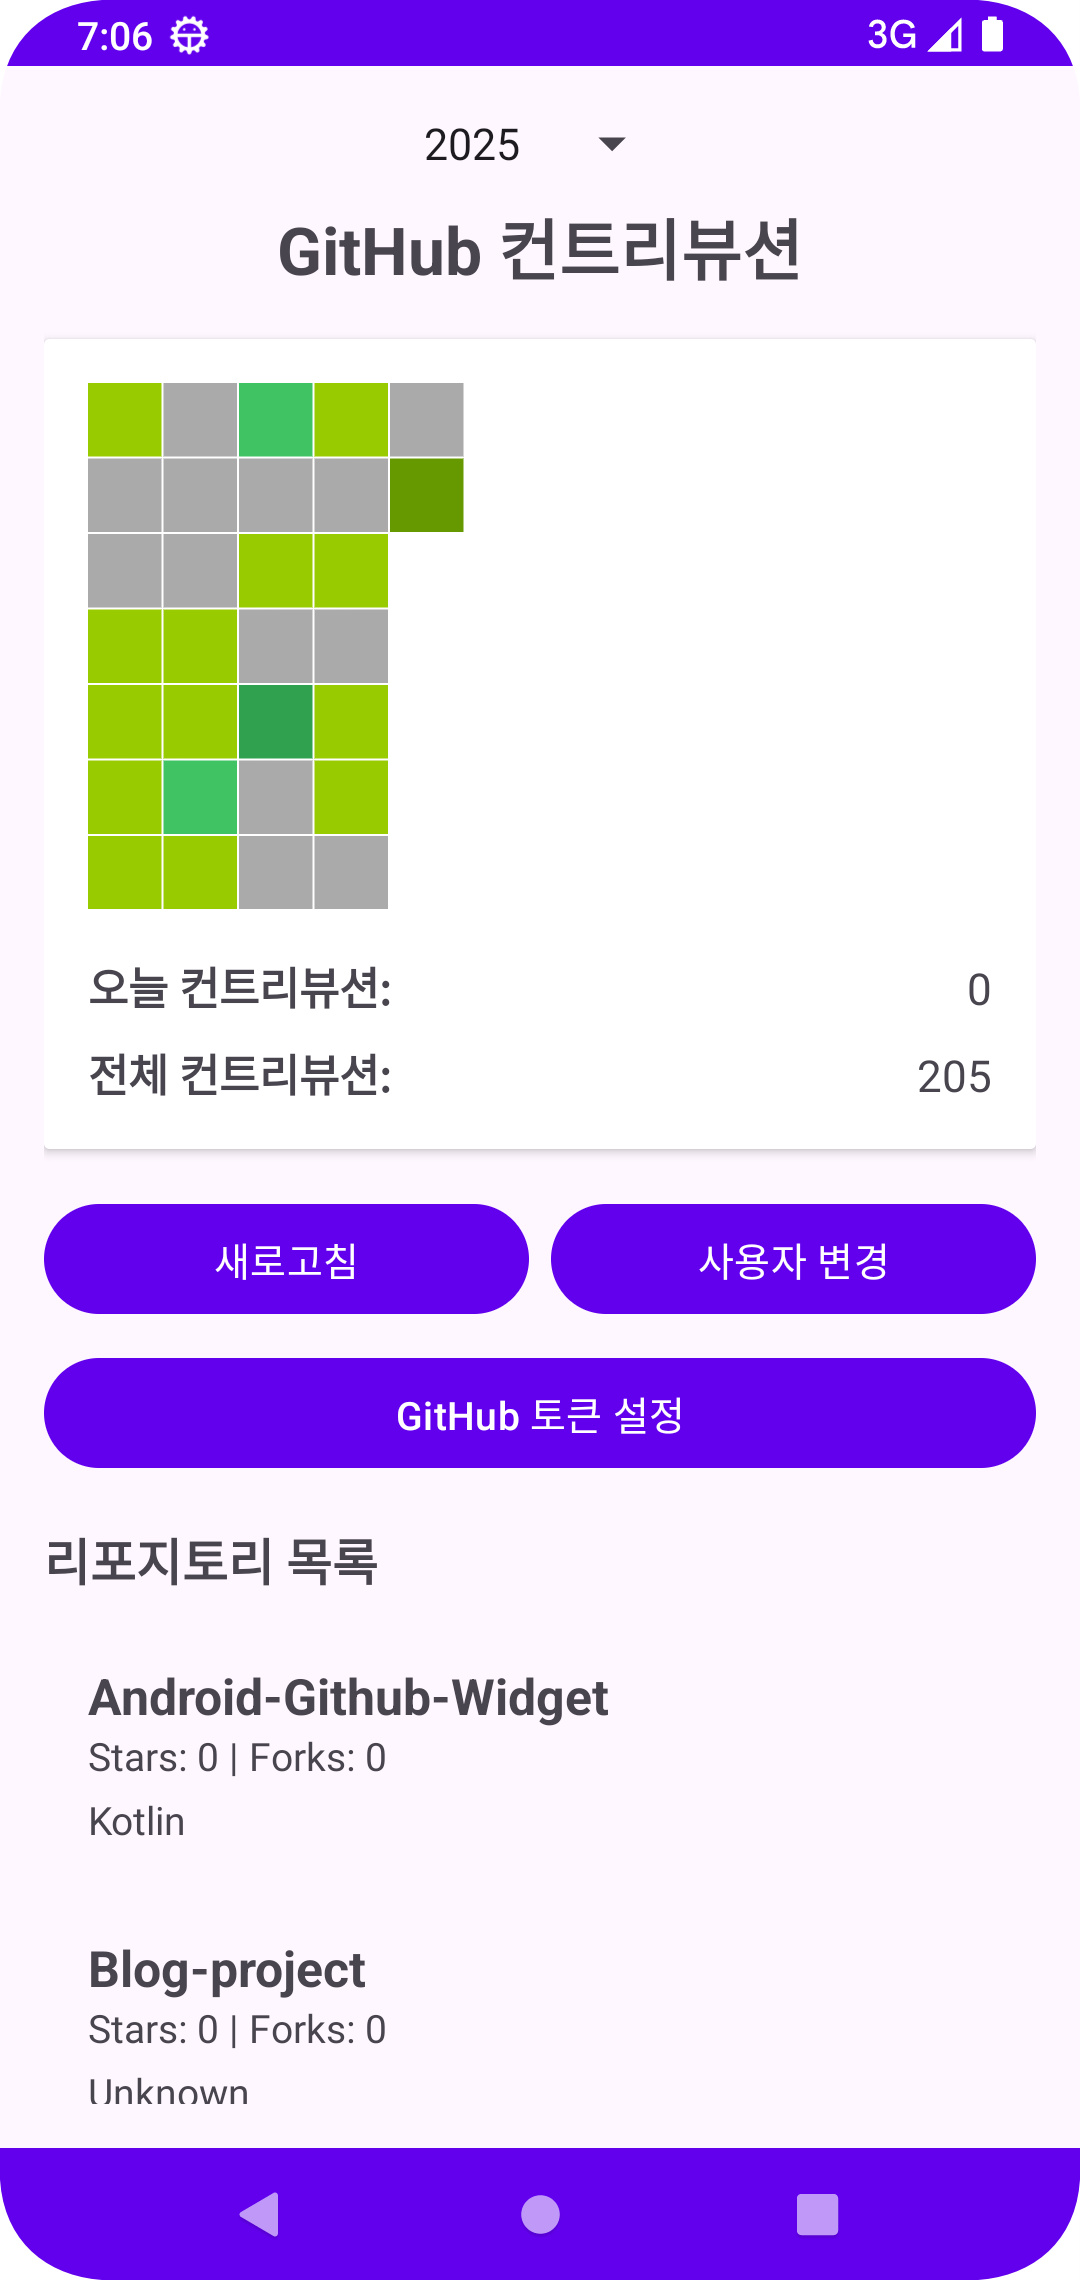 7:06
3G
2025
GitHub 컨트리뷰션
오늘 컨트리뷰션: 0
전체 컨트리뷰션: 205
새로고침 사용자 변경
GitHub 토큰 설정
리포지토리 목록
Android-Github-Widget
Stars: 0 | Forks: 0
Kotlin
Blog-project
Stars: 0 | Forks: 0
Unknown